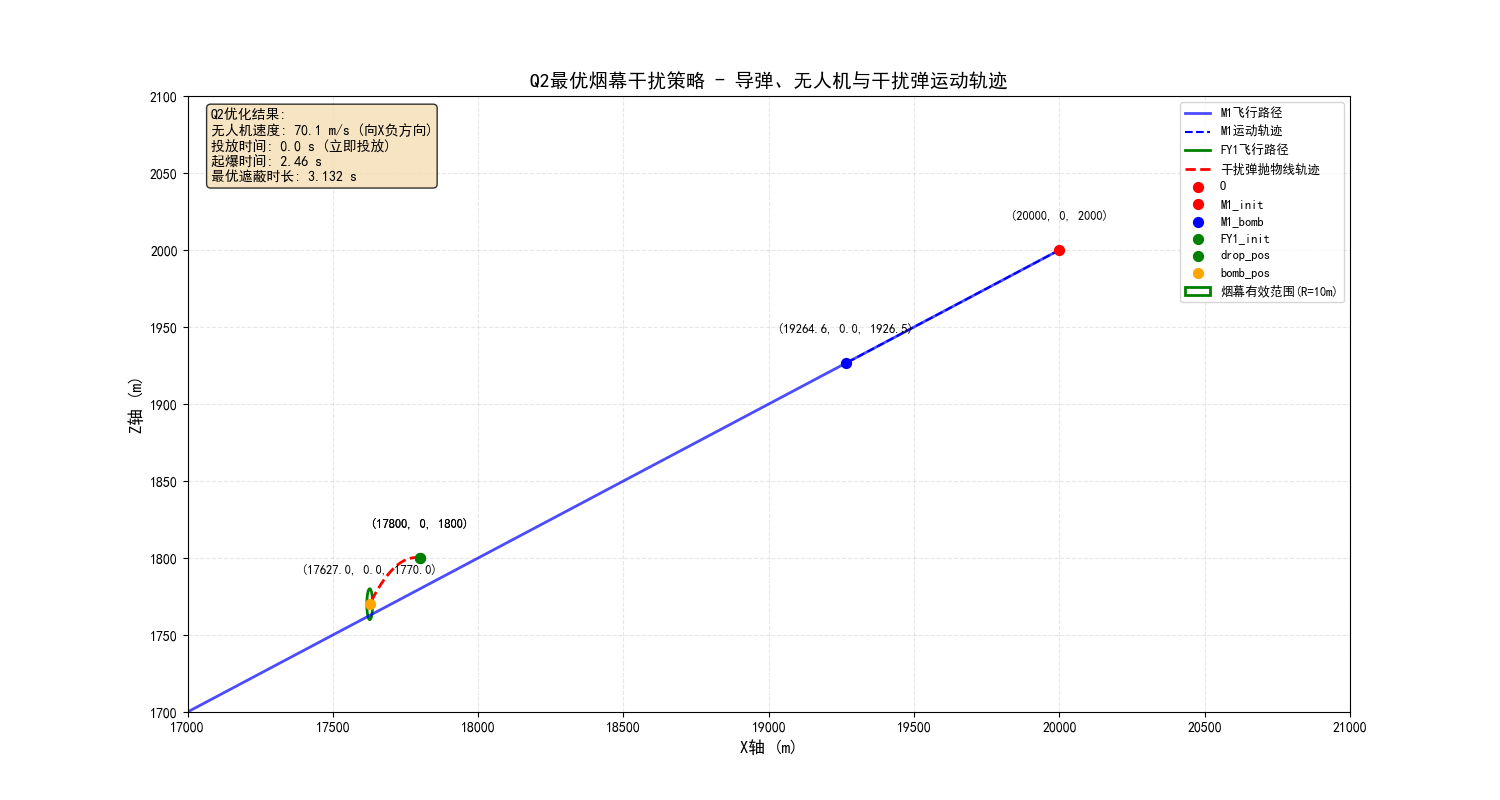 Q2最优烟幕干扰策略 - 导弹、无人机与干扰弹运动轨迹
Q2优化结果:
无人机速度: 70.1 m/s (向X负方向)
投放时间: 0.0 s (立即投放)
起爆时间: 2.46 s
最优遮蔽时长: 3.132 s
M1飞行路径
M1运动轨迹
FY1飞行路径
干扰弹抛物线轨迹
O
M1_init
M1_bomb
FY1_init
drop_pos
bomb_pos
烟幕有效范围(R=10m)
(20000, 0, 2000)
(19264.6, 0.0, 1926.5)
(17800, 0, 1800)
(17627.0, 0.0, 1770.0)
Z轴 (m)
2100
2050
2000
1950
1900
1850
1800
1750
1700
17000 17500 18000 18500 19000 19500 20000 20500 21000
X轴 (m)